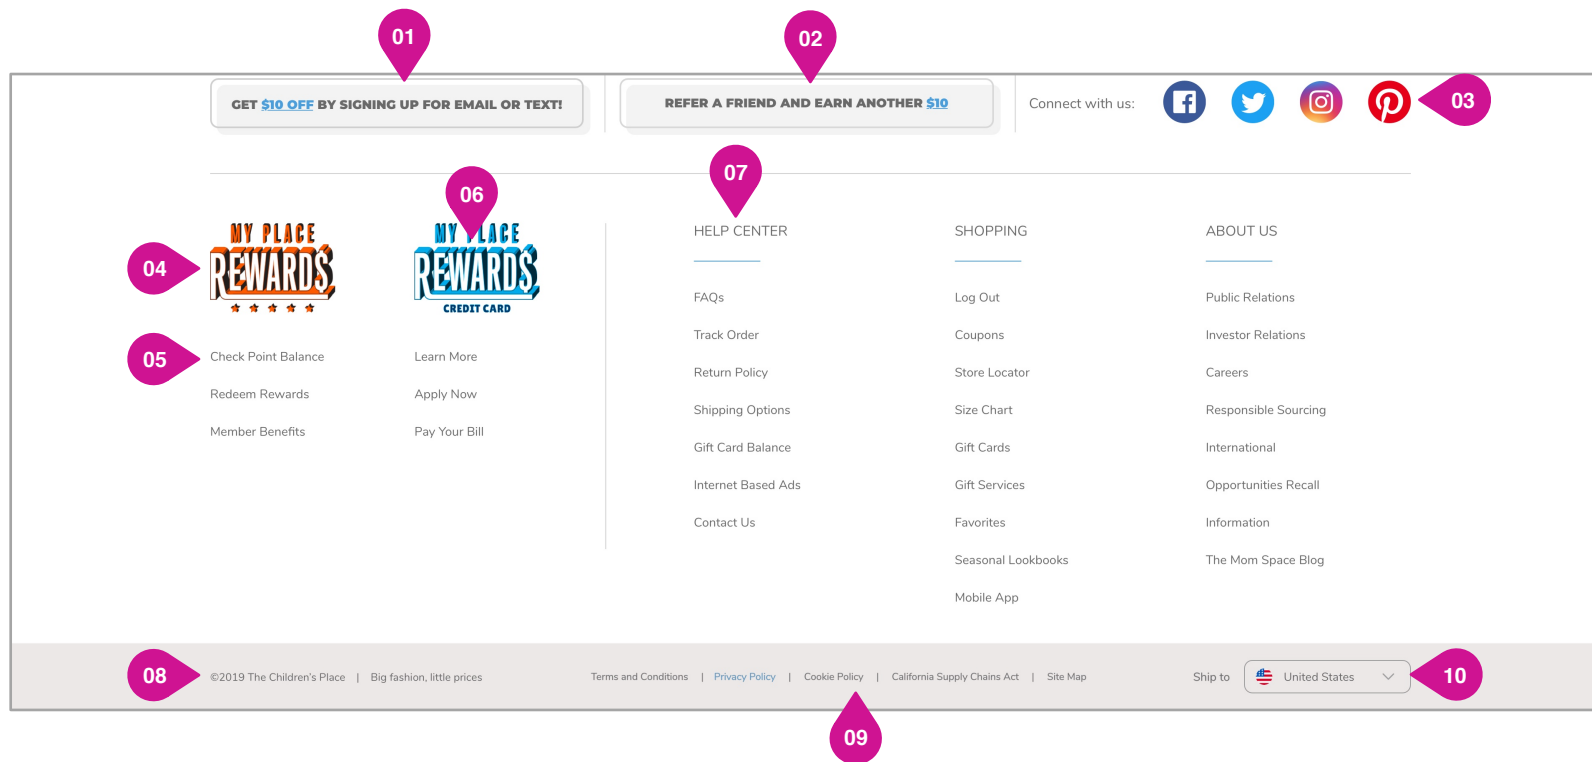 01
02
GET $10 OFF BY SIGNING UP FOR EMAIL OR TEXT!
REFER A FRIEND AND EARN ANOTHER $10
Connect with us:
03
04
MY PLACE
REWARD$
05
Check Point Balance
Redeem Rewards
Member Benefits
06
MY PLACE
REWARD$
CREDIT CARD
Learn More
Apply Now
Pay Your Bill
07
HELP CENTER
FAQs
Track Order
Return Policy
Shipping Options
Gift Card Balance
Internet Based Ads
Contact Us
SHOPPING
Log Out
Coupons
Store Locator
Size Chart
Gift Cards
Gift Services
Favorites
Seasonal Lookbooks
Mobile App
ABOUT US
Public Relations
Investor Relations
Careers
Responsible Sourcing
International
Opportunities Recall
Information
The Mom Space Blog
08
©2019 The Children's Place | Big fashion, little prices
Terms and Conditions | Privacy Policy | Cookie Policy | California Supply Chains Act | Site Map
Ship to United States
10
09